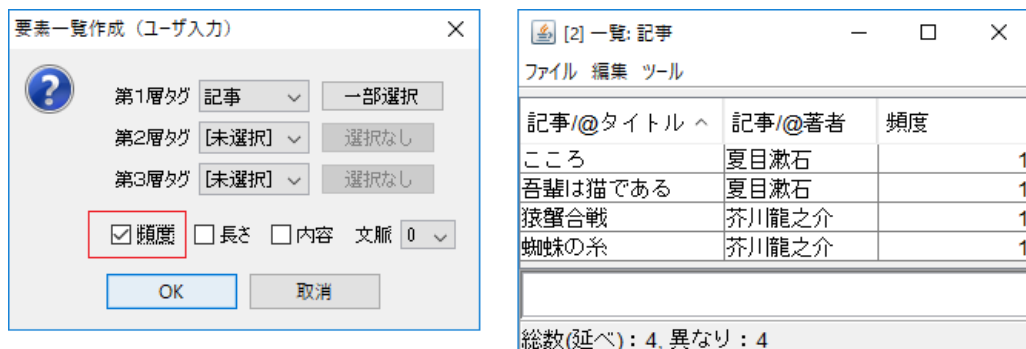 要素一覧作成（ユーザ入力）
第1層タグ 記事 一部選択
第2層タグ [未選択] 選択なし
第3層タグ [未選択] 選択なし
頻度 長さ 内容 文脈 0
OK 取消
[2] 一覧: 記事
ファイル 編集 ツール
記事/@タイトル 記事/@著者 頻度
こころ 夏目漱石 1
吾輩は猫である 夏目漱石 1
猿蟹合戦 芥川龍之介 1
蜘蛛の糸 芥川龍之介 1
総数(延べ)：4, 異なり：4